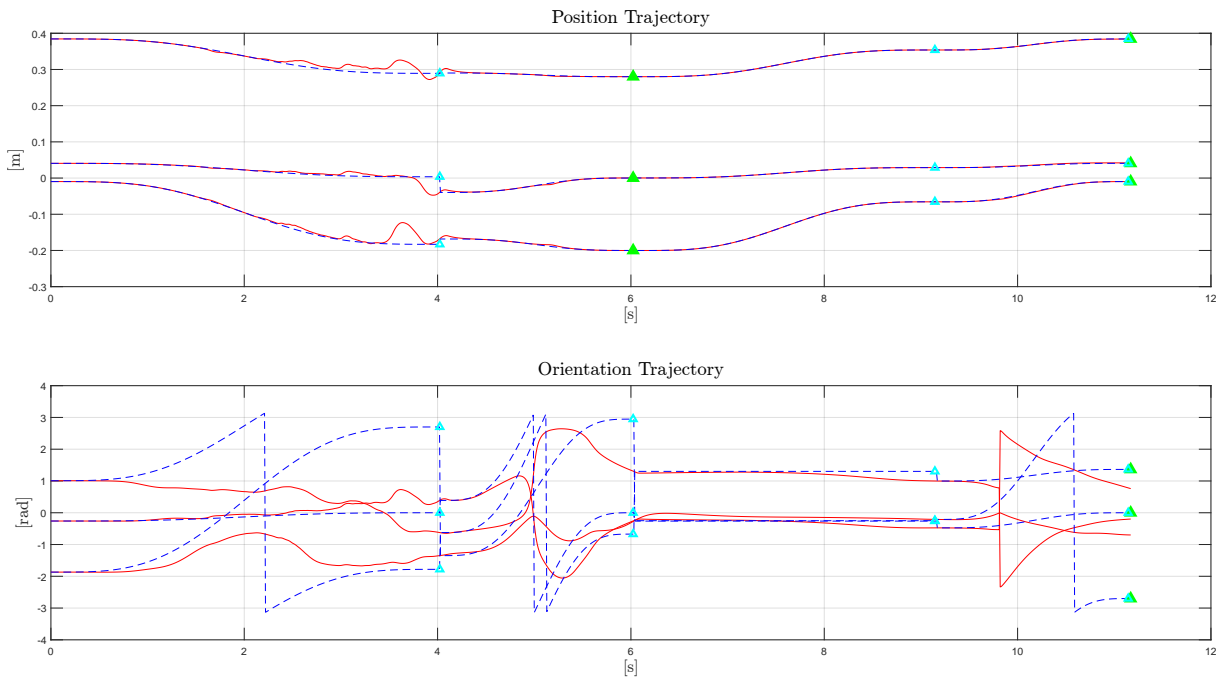 Position Trajectory
0.4
0.3
0.2
0.1
0
-0.1
-0.2
-0.3
[m]
0 2 4 6 8 10 12
[s]
Orientation Trajectory
4
3
2
1
0
-1
-2
-3
-4
[rad]
0 2 4 6 8 10 12
[s]